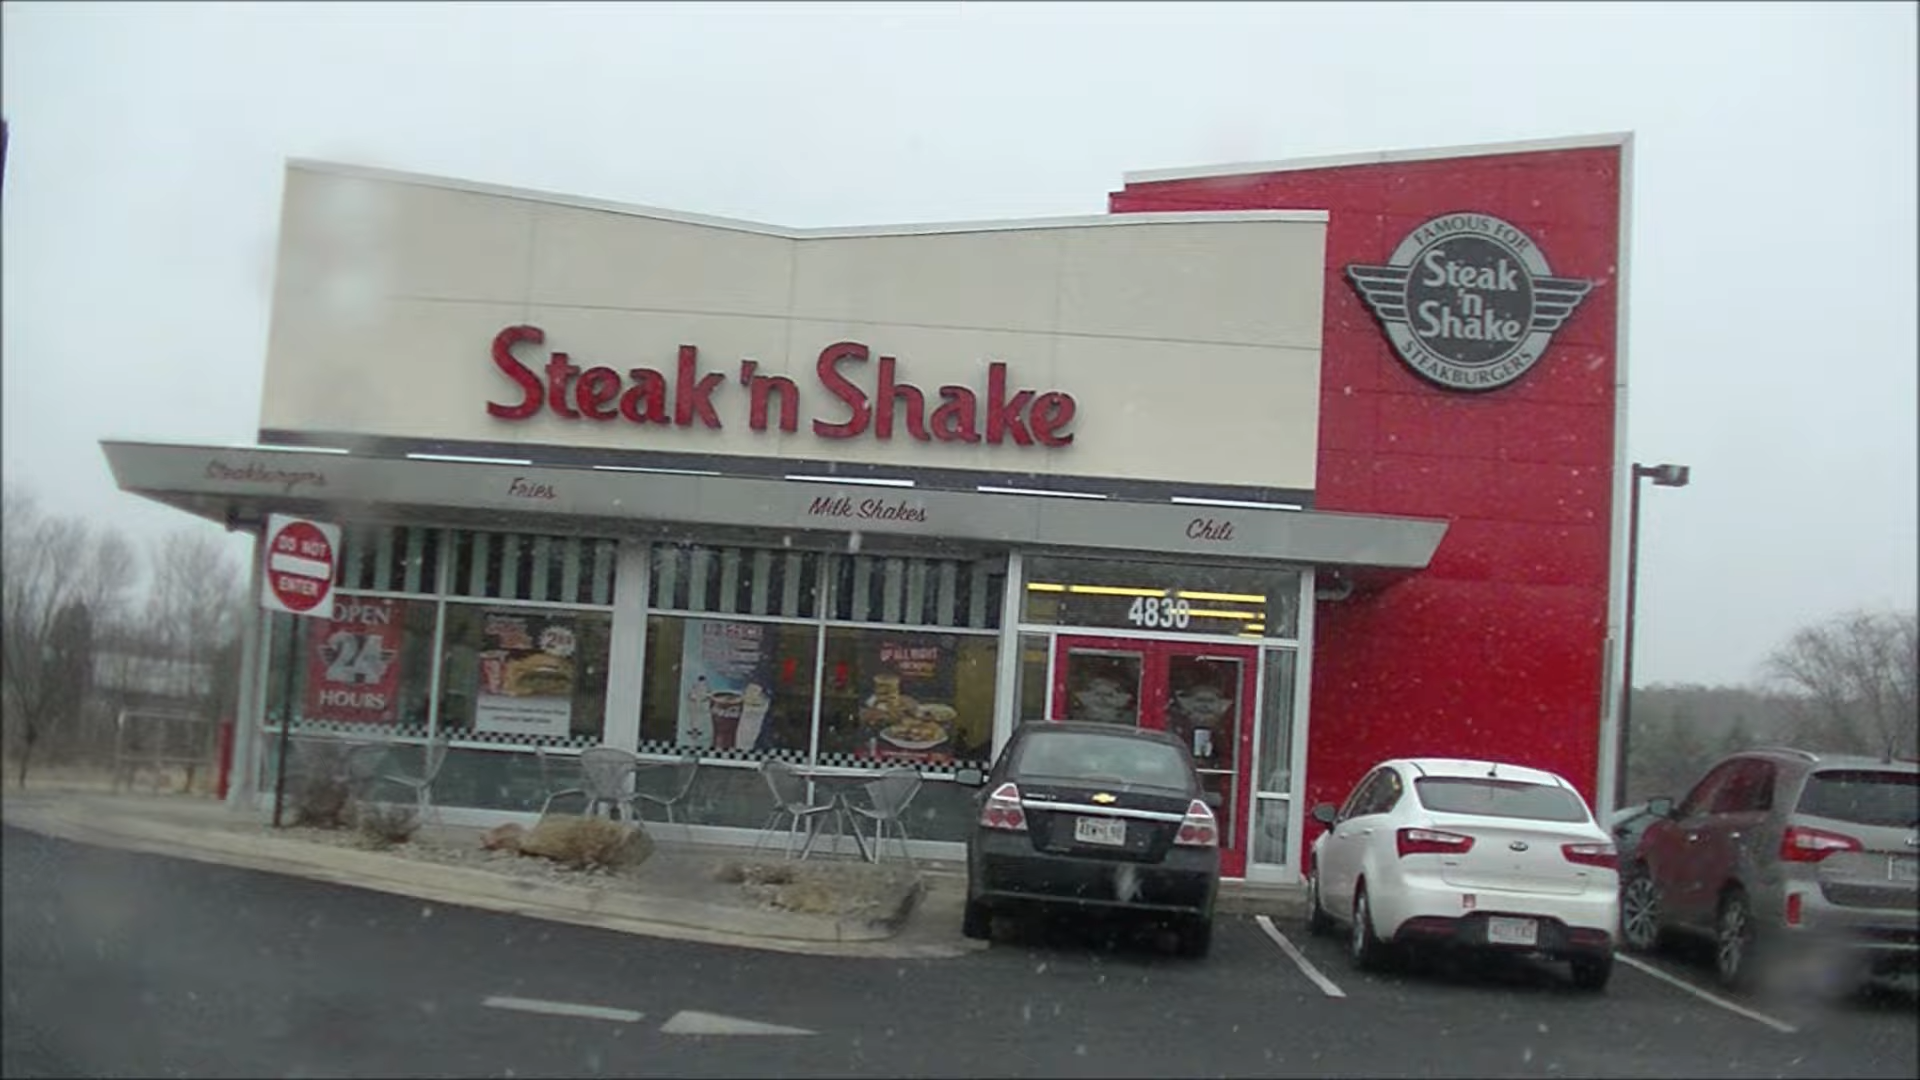 FAMOUS FOR
Steak
'n
Shake
STEAKBURGERS
Steak 'n Shake
Steakburgers
Fries
Milk Shakes
Chili
DO NOT
ENTER
OPEN
24
HOURS
4830